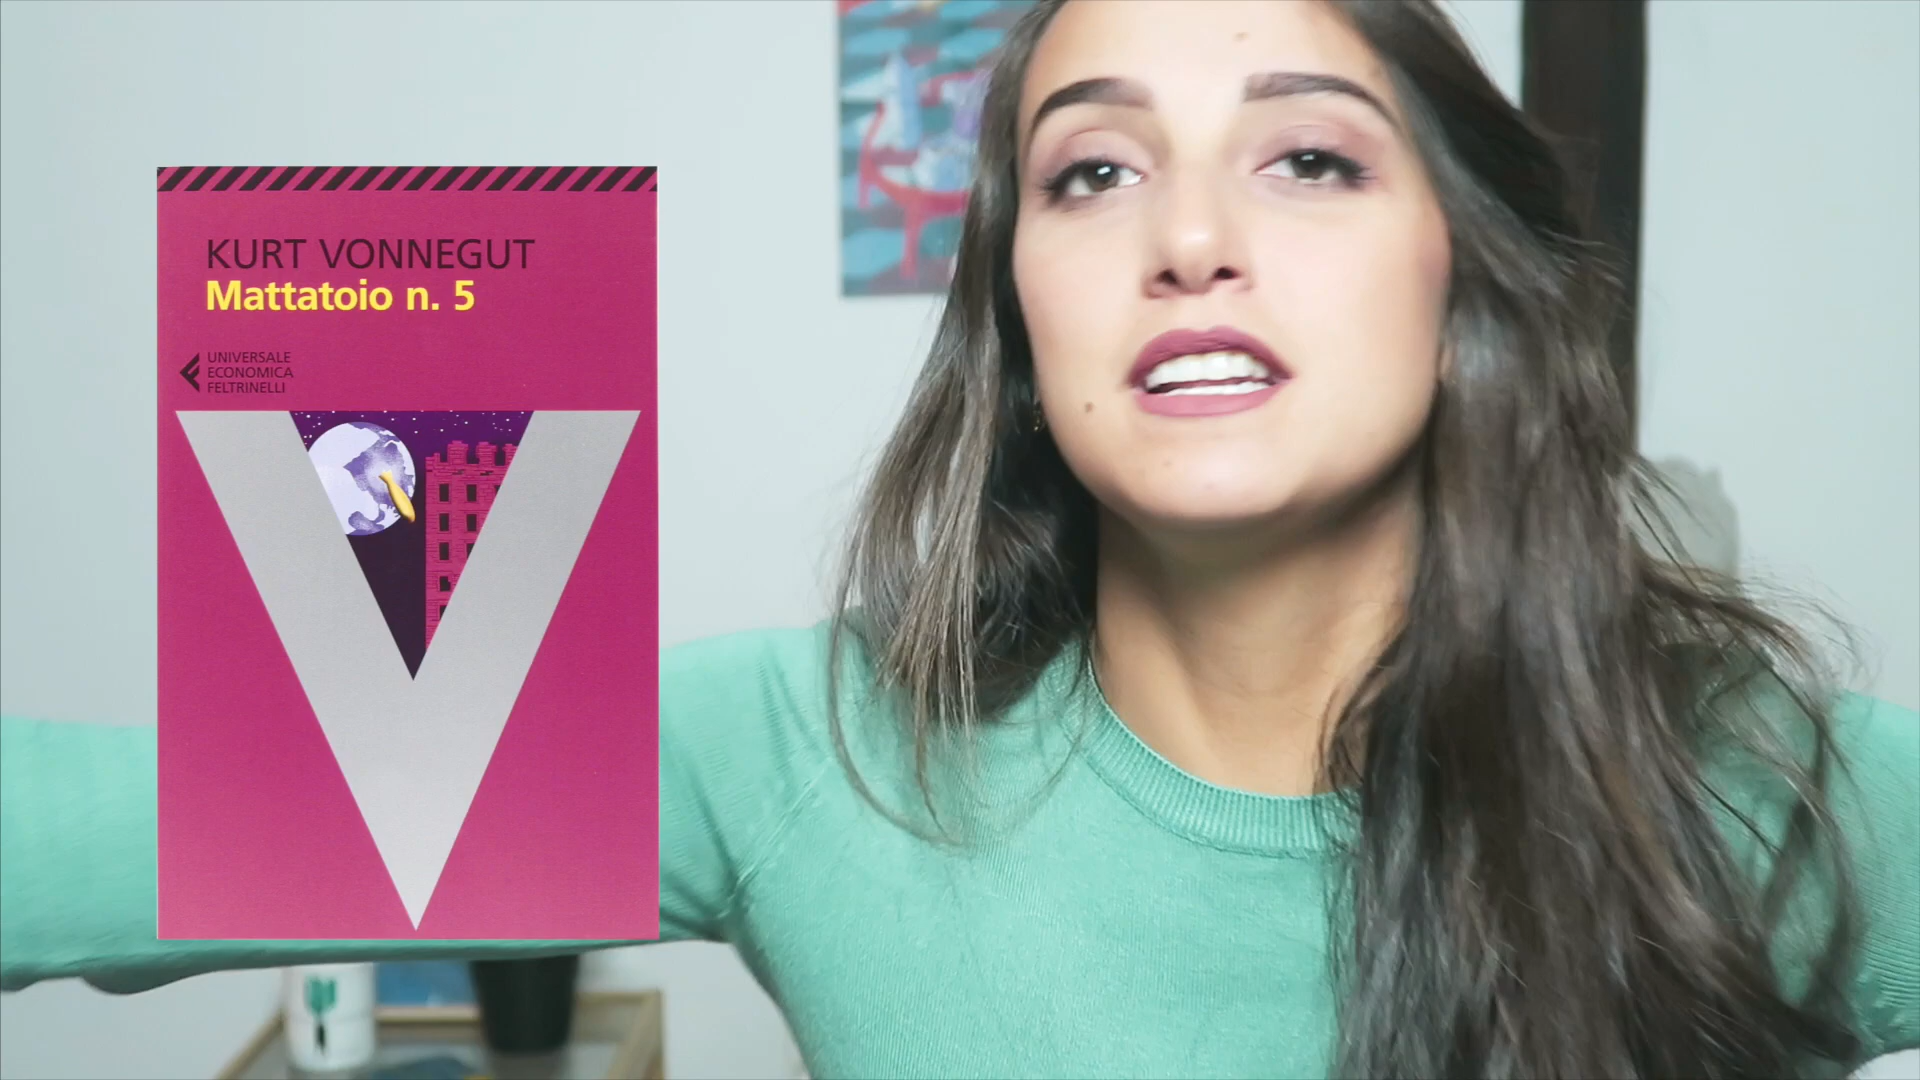 KURT VONNEGUT
Mattatoio n. 5
UNIVERSALE
ECONOMICA
FELTRINELLI
V